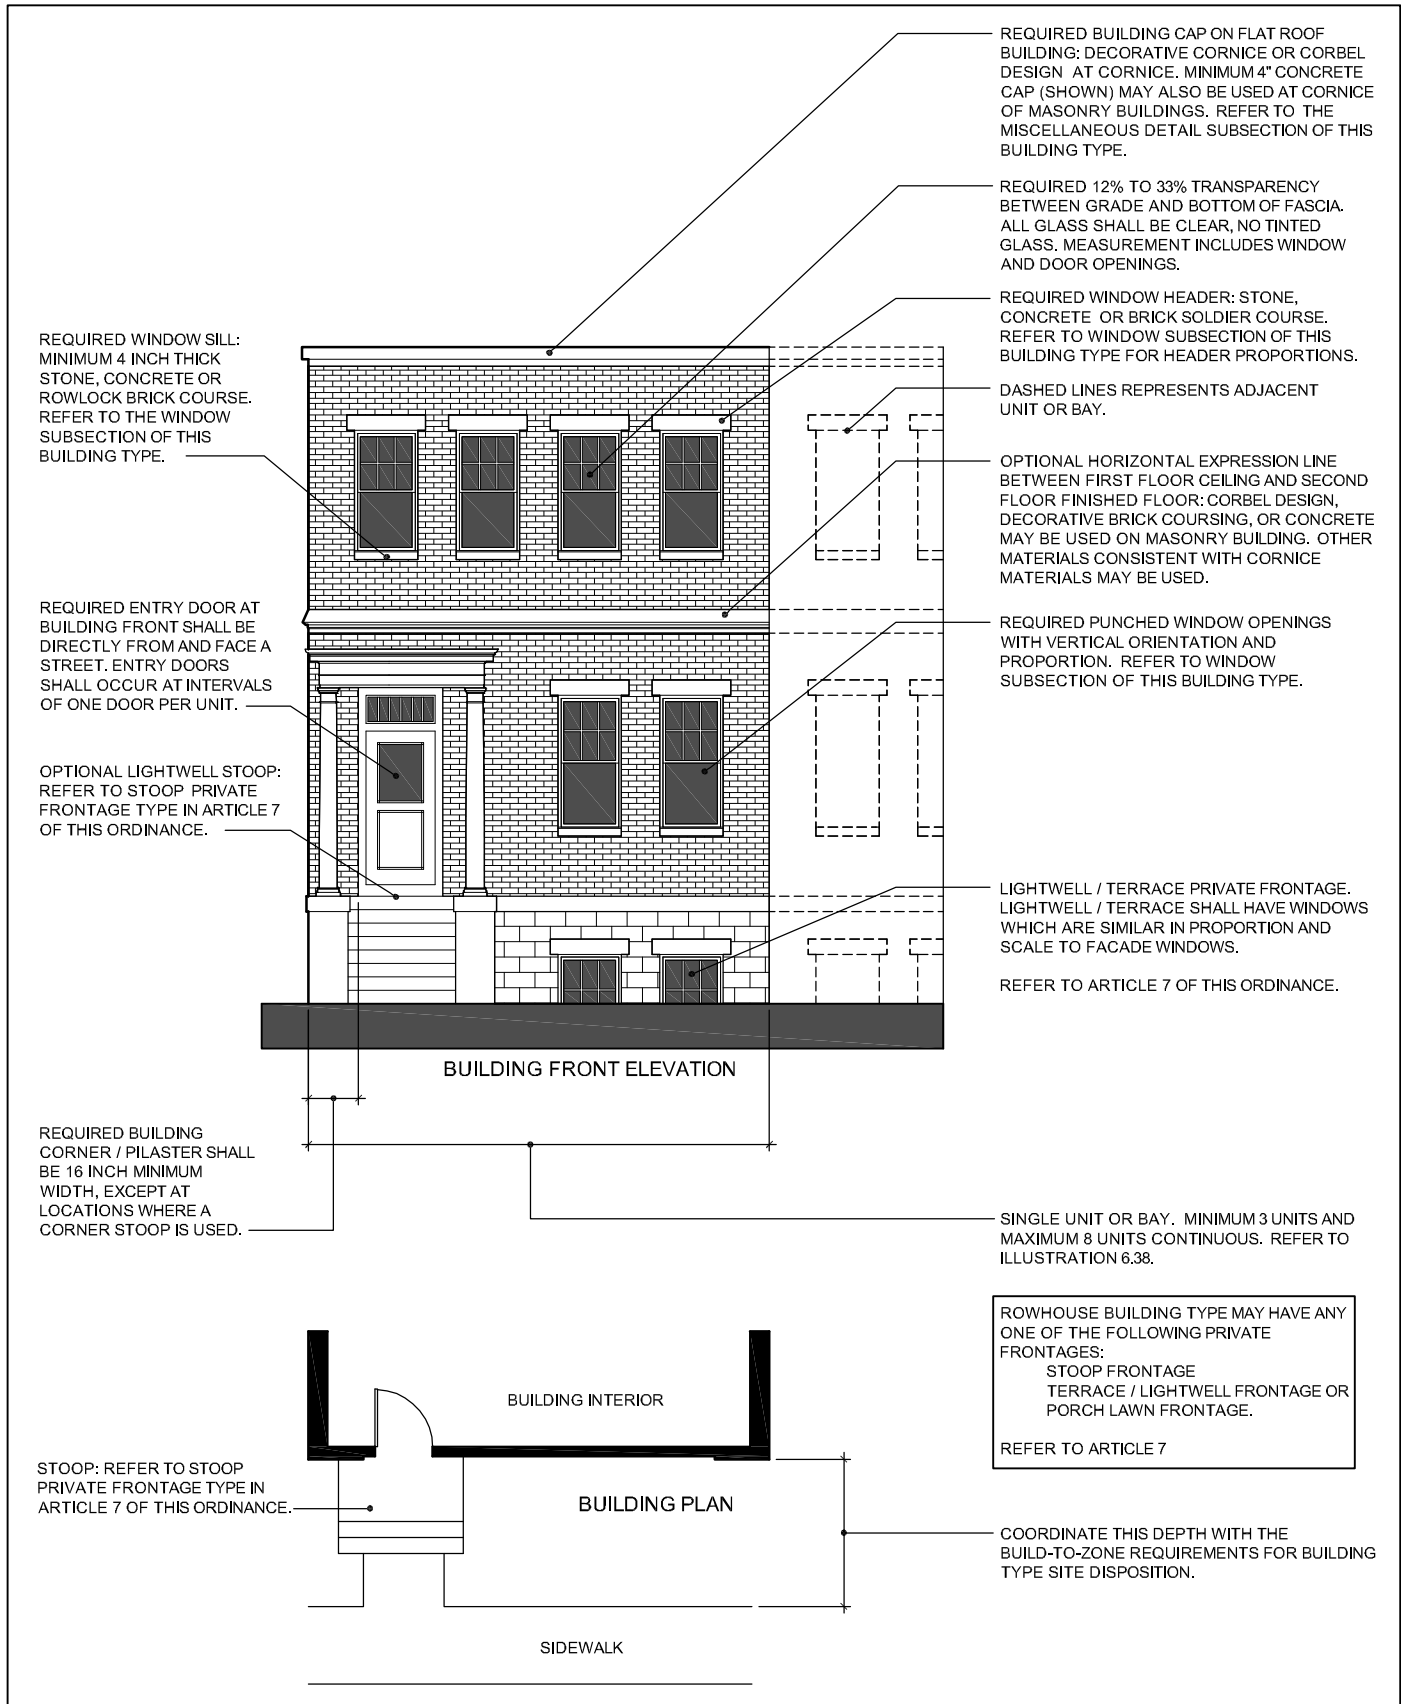 REQUIRED BUILDING CAP ON FLAT ROOF
BUILDING: DECORATIVE CORNICE OR CORBEL
DESIGN AT CORNICE. MINIMUM 4" CONCRETE
CAP (SHOWN) MAY ALSO BE USED AT CORNICE
OF MASONRY BUILDINGS. REFER TO THE
MISCELLANEOUS DETAIL SUBSECTION OF THIS
BUILDING TYPE.
REQUIRED 12% TO 33% TRANSPARENCY
BETWEEN GRADE AND BOTTOM OF FASCIA.
ALL GLASS SHALL BE CLEAR, NO TINTED
GLASS. MEASUREMENT INCLUDES WINDOW
AND DOOR OPENINGS.
REQUIRED WINDOW HEADER: STONE,
CONCRETE OR BRICK SOLDIER COURSE.
REFER TO WINDOW SUBSECTION OF THIS
BUILDING TYPE FOR HEADER PROPORTIONS.
DASHED LINES REPRESENTS ADJACENT
UNIT OR BAY.
OPTIONAL HORIZONTAL EXPRESSION LINE
BETWEEN FIRST FLOOR CEILING AND SECOND
FLOOR FINISHED FLOOR: CORBEL DESIGN,
DECORATIVE BRICK COURSING, OR CONCRETE
MAY BE USED ON MASONRY BUILDING. OTHER
MATERIALS CONSISTENT WITH CORNICE
MATERIALS MAY BE USED.
REQUIRED PUNCHED WINDOW OPENINGS
WITH VERTICAL ORIENTATION AND
PROPORTION. REFER TO WINDOW
SUBSECTION OF THIS BUILDING TYPE.
LIGHTWELL / TERRACE PRIVATE FRONTAGE.
LIGHTWELL / TERRACE SHALL HAVE WINDOWS
WHICH ARE SIMILAR IN PROPORTION AND
SCALE TO FACADE WINDOWS.
REFER TO ARTICLE 7 OF THIS ORDINANCE.
REQUIRED WINDOW SILL:
MINIMUM 4 INCH THICK
STONE, CONCRETE OR
ROWLOCK BRICK COURSE.
REFER TO THE WINDOW
SUBSECTION OF THIS
BUILDING TYPE.
REQUIRED ENTRY DOOR AT
BUILDING FRONT SHALL BE
DIRECTLY FROM AND FACE A
STREET. ENTRY DOORS
SHALL OCCUR AT INTERVALS
OF ONE DOOR PER UNIT.
OPTIONAL LIGHTWELL STOOP:
REFER TO STOOP PRIVATE
FRONTAGE TYPE IN ARTICLE 7
OF THIS ORDINANCE.
BUILDING FRONT ELEVATION
REQUIRED BUILDING
CORNER / PILASTER SHALL
BE 16 INCH MINIMUM
WIDTH, EXCEPT AT
LOCATIONS WHERE A
CORNER STOOP IS USED.
SINGLE UNIT OR BAY. MINIMUM 3 UNITS AND
MAXIMUM 8 UNITS CONTINUOUS. REFER TO
ILLUSTRATION 6.38.
ROWHOUSE BUILDING TYPE MAY HAVE ANY
ONE OF THE FOLLOWING PRIVATE
FRONTAGES:
STOOP FRONTAGE
TERRACE / LIGHTWELL FRONTAGE OR
PORCH LAWN FRONTAGE.
REFER TO ARTICLE 7
BUILDING INTERIOR
STOOP: REFER TO STOOP
PRIVATE FRONTAGE TYPE IN
ARTICLE 7 OF THIS ORDINANCE.
BUILDING PLAN
COORDINATE THIS DEPTH WITH THE
BUILD-TO-ZONE REQUIREMENTS FOR BUILDING
TYPE SITE DISPOSITION.
SIDEWALK